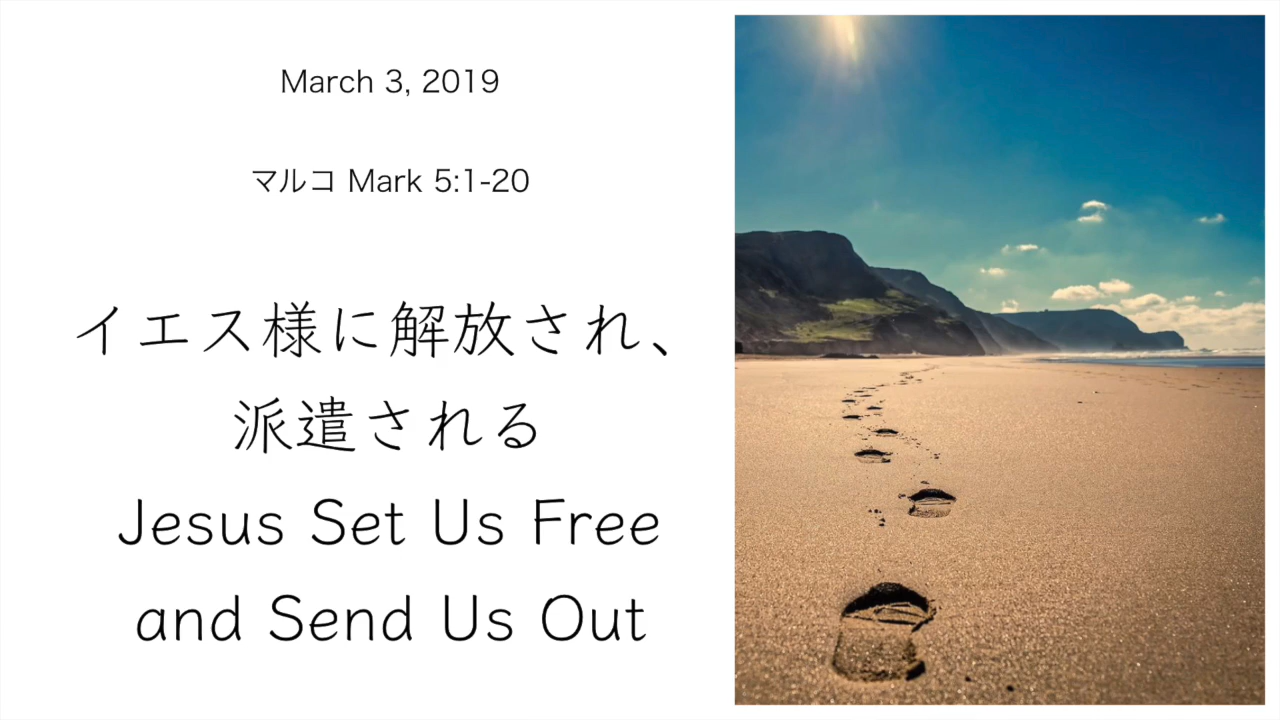 March 3, 2019
マルコ Mark 5:1-20
イエス様に解放され、
派遣される
Jesus Set Us Free
and Send Us Out